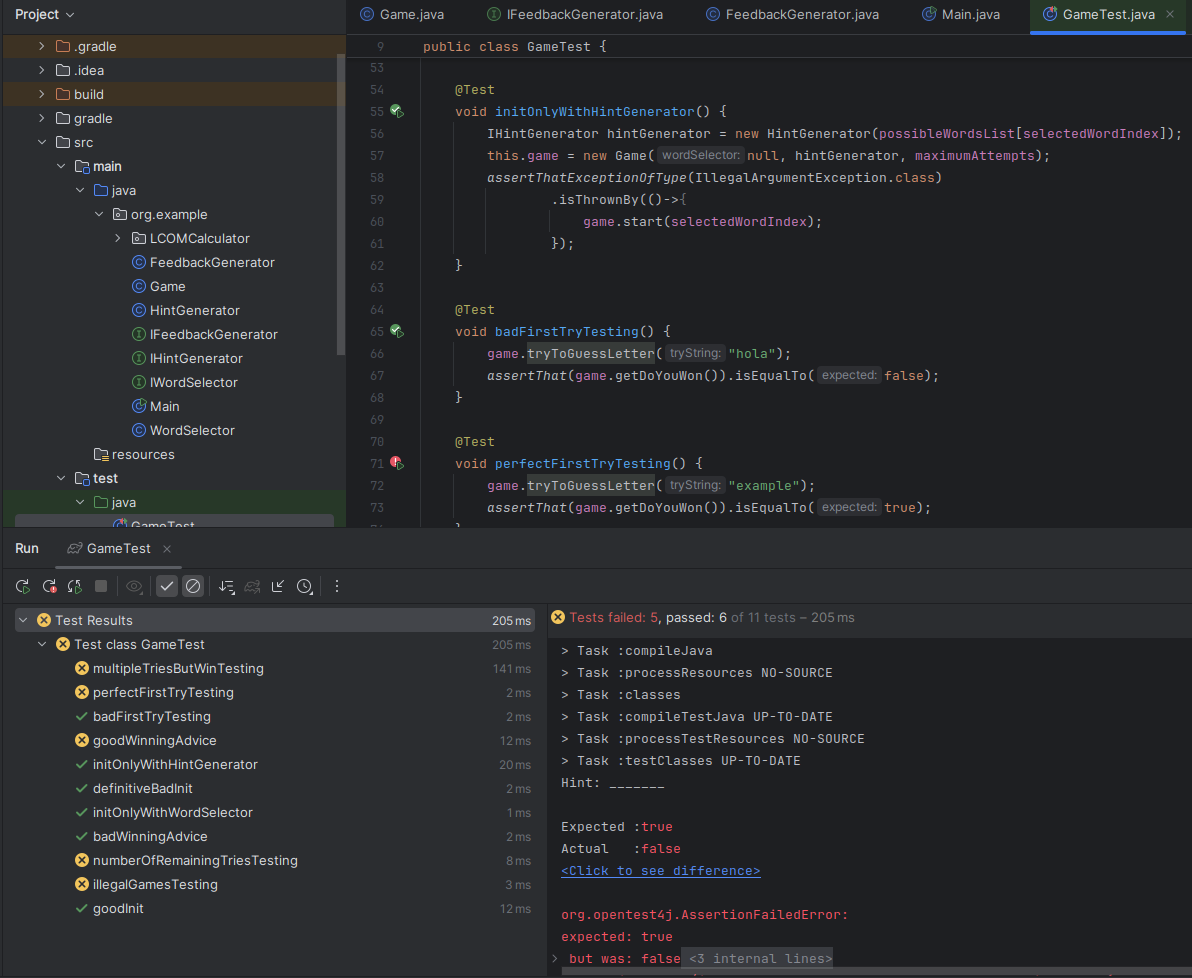 Project
Game.java
IFeedbackGenerator.java
FeedbackGenerator.java
Main.java
GameTest.java
.gradle
.idea
build
gradle
src
main
java
org.example
LCOMCalculator
FeedbackGenerator
Game
HintGenerator
IFeedbackGenerator
IHintGenerator
IWordSelector
Main
WordSelector
resources
test
java
GameTest
9 public class GameTest {
53
54 @Test
55 void initOnlyWithHintGenerator() {
56 IHintGenerator hintGenerator = new HintGenerator(possibleWordsList[selectedWordIndex]);
57 this.game = new Game( wordSelector: null, hintGenerator, maximumAttempts);
58 assertThatExceptionOfType(IllegalArgumentException.class)
59 .isThrownBy(()->{
60 game.start(selectedWordIndex);
61 });
62 }
63
64 @Test
65 void badFirstTryTesting() {
66 game.tryToGuessLetter( tryString: "hola");
67 assertThat(game.getDoYouWon()).isEqualTo( expected: false);
68 }
69
70 @Test
71 void perfectFirstTryTesting() {
72 game.tryToGuessLetter( tryString: "example");
73 assertThat(game.getDoYouWon()).isEqualTo( expected: true);
Run
GameTest
Test Results 205 ms
Test class GameTest 205 ms
multipleTriesButWinTesting 141 ms
perfectFirstTryTesting 2 ms
badFirstTryTesting 2 ms
goodWinningAdvice 12 ms
initOnlyWithHintGenerator 20 ms
definitiveBadInit 2 ms
initOnlyWithWordSelector 1 ms
badWinningAdvice 2 ms
numberOfRemainingTriesTesting 8 ms
illegalGamesTesting 3 ms
goodInit 12 ms
Tests failed: 5, passed: 6 of 11 tests – 205 ms
> Task :compileJava
> Task :processResources NO-SOURCE
> Task :classes
> Task :compileTestJava UP-TO-DATE
> Task :processTestResources NO-SOURCE
> Task :testClasses UP-TO-DATE
Hint: _______
Expected :true
Actual :false
<Click to see difference>
org.opentest4j.AssertionFailedError:
expected: true
but was: false <3 internal lines>